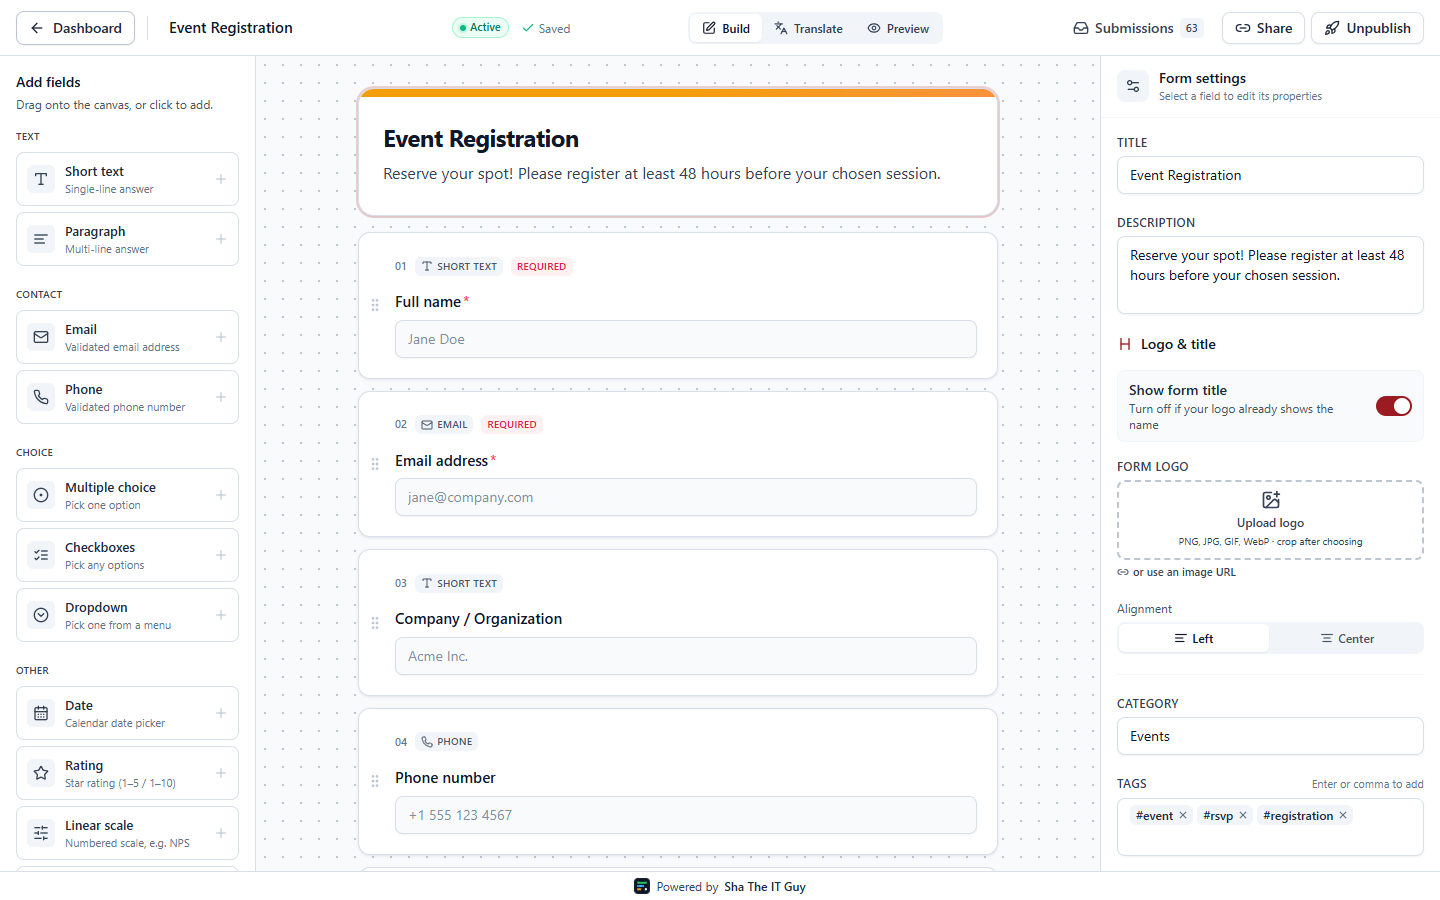 Dashboard
Event Registration
Active
Saved
Build
Translate
Preview
Submissions 63
Share
Unpublish
Add fields
Drag onto the canvas, or click to add.
TEXT
Short text
Single-line answer
Paragraph
Multi-line answer
CONTACT
Email
Validated email address
Phone
Validated phone number
CHOICE
Multiple choice
Pick one option
Checkboxes
Pick any options
Dropdown
Pick one from a menu
OTHER
Date
Calendar date picker
Rating
Star rating (1–5 / 1–10)
Linear scale
Numbered scale, e.g. NPS
Event Registration
Reserve your spot! Please register at least 48 hours before your chosen session.
01 SHORT TEXT REQUIRED
Full name*
Jane Doe
02 EMAIL REQUIRED
Email address*
jane@company.com
03 SHORT TEXT
Company / Organization
Acme Inc.
04 PHONE
Phone number
+1 555 123 4567
Form settings
Select a field to edit its properties
TITLE
Event Registration
DESCRIPTION
Reserve your spot! Please register at least 48
hours before your chosen session.
Logo & title
Show form title
Turn off if your logo already shows the
name
FORM LOGO
Upload logo
PNG, JPG, GIF, WebP · crop after choosing
or use an image URL
Alignment
Left
Center
CATEGORY
Events
TAGS
Enter or comma to add
#event × #rsvp × #registration ×
Powered by Sha The IT Guy